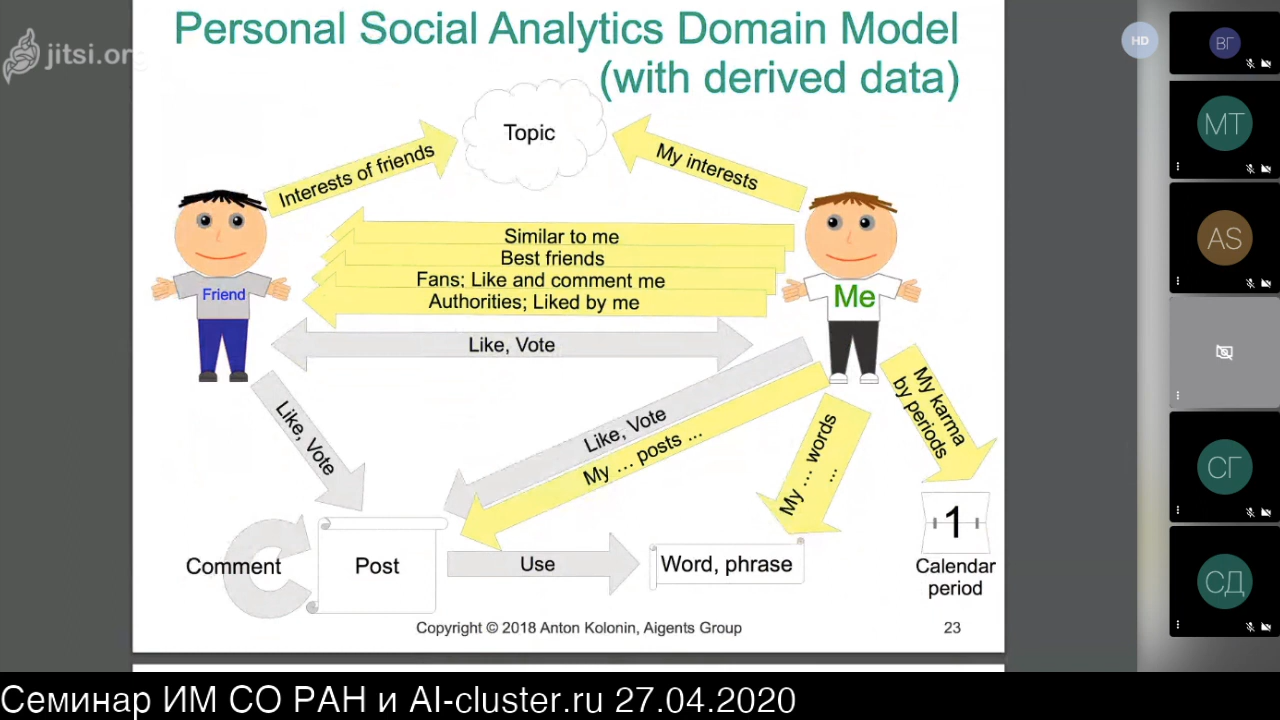 Personal Social Analytics Domain Model
(with derived data)
jitsi.org
HD
ВГ
МТ
AS
СГ
СД
Topic
Interests of friends
My interests
Similar to me
Best friends
Fans; Like and comment me
Authorities; Liked by me
Friend
Me
Like, Vote
Like, Vote
Like, Vote
My ... posts ...
My ... words
...
My karma
by periods
1
Comment
Post
Use
Word, phrase
Calendar
period
Copyright © 2018 Anton Kolonin, Aigents Group
23
Семинар ИМ СО РАН и AI-cluster.ru 27.04.2020